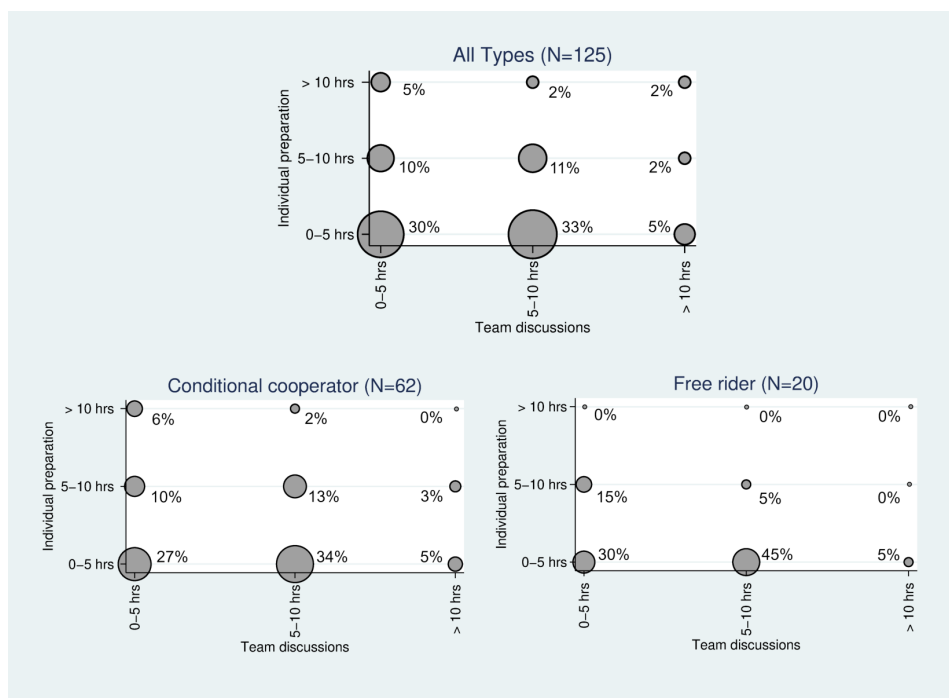 All Types (N=125)
Individual preparation
> 10 hrs
5%
2%
2%
5–10 hrs
10%
11%
2%
0–5 hrs
30%
33%
5%
0–5 hrs
5–10 hrs
> 10 hrs
Team discussions
Conditional cooperator (N=62)
Individual preparation
> 10 hrs
6%
2%
0%
5–10 hrs
10%
13%
3%
0–5 hrs
27%
34%
5%
0–5 hrs
5–10 hrs
> 10 hrs
Team discussions
Free rider (N=20)
Individual preparation
> 10 hrs
0%
0%
0%
5–10 hrs
15%
5%
0%
0–5 hrs
30%
45%
5%
0–5 hrs
5–10 hrs
> 10 hrs
Team discussions